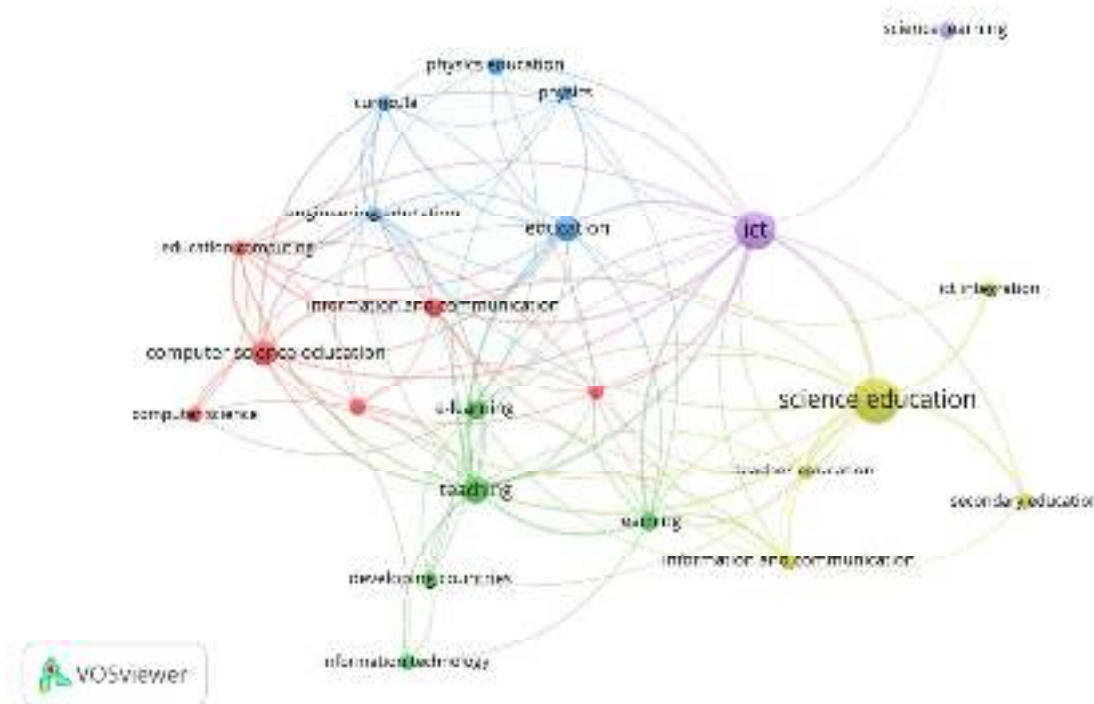 science learning
physics education
physics
curricula
engineering education
education
ict
education computing
ict integration
information and communication
computer science education
science education
computer science
e-learning
teacher education
teaching
secondary education
learning
information and communication
developing countries
information technology
VOSviewer